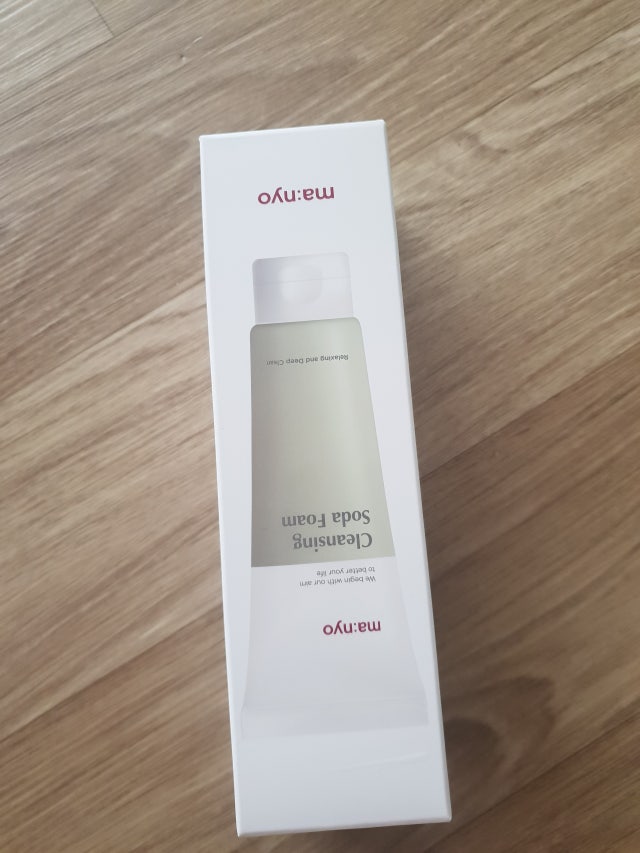 ma:nyo
We begin with our aim
to better your life
Cleansing
Soda Foam
Relaxing and Deep Clean
ma:nyo